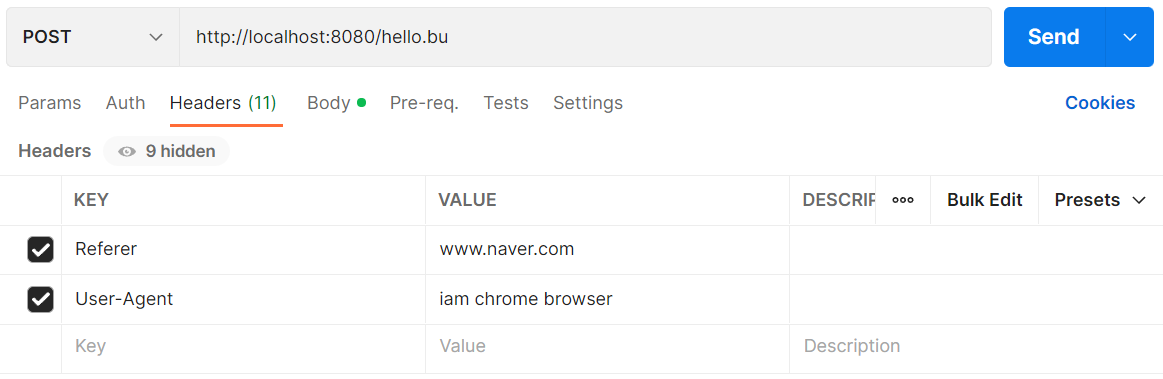 POST http://localhost:8080/hello.bu Send
Params Auth Headers (11) Body Pre-req. Tests Settings Cookies
Headers 9 hidden
KEY VALUE DESCRIP Bulk Edit Presets
Referer www.naver.com
User-Agent iam chrome browser
Key Value Description